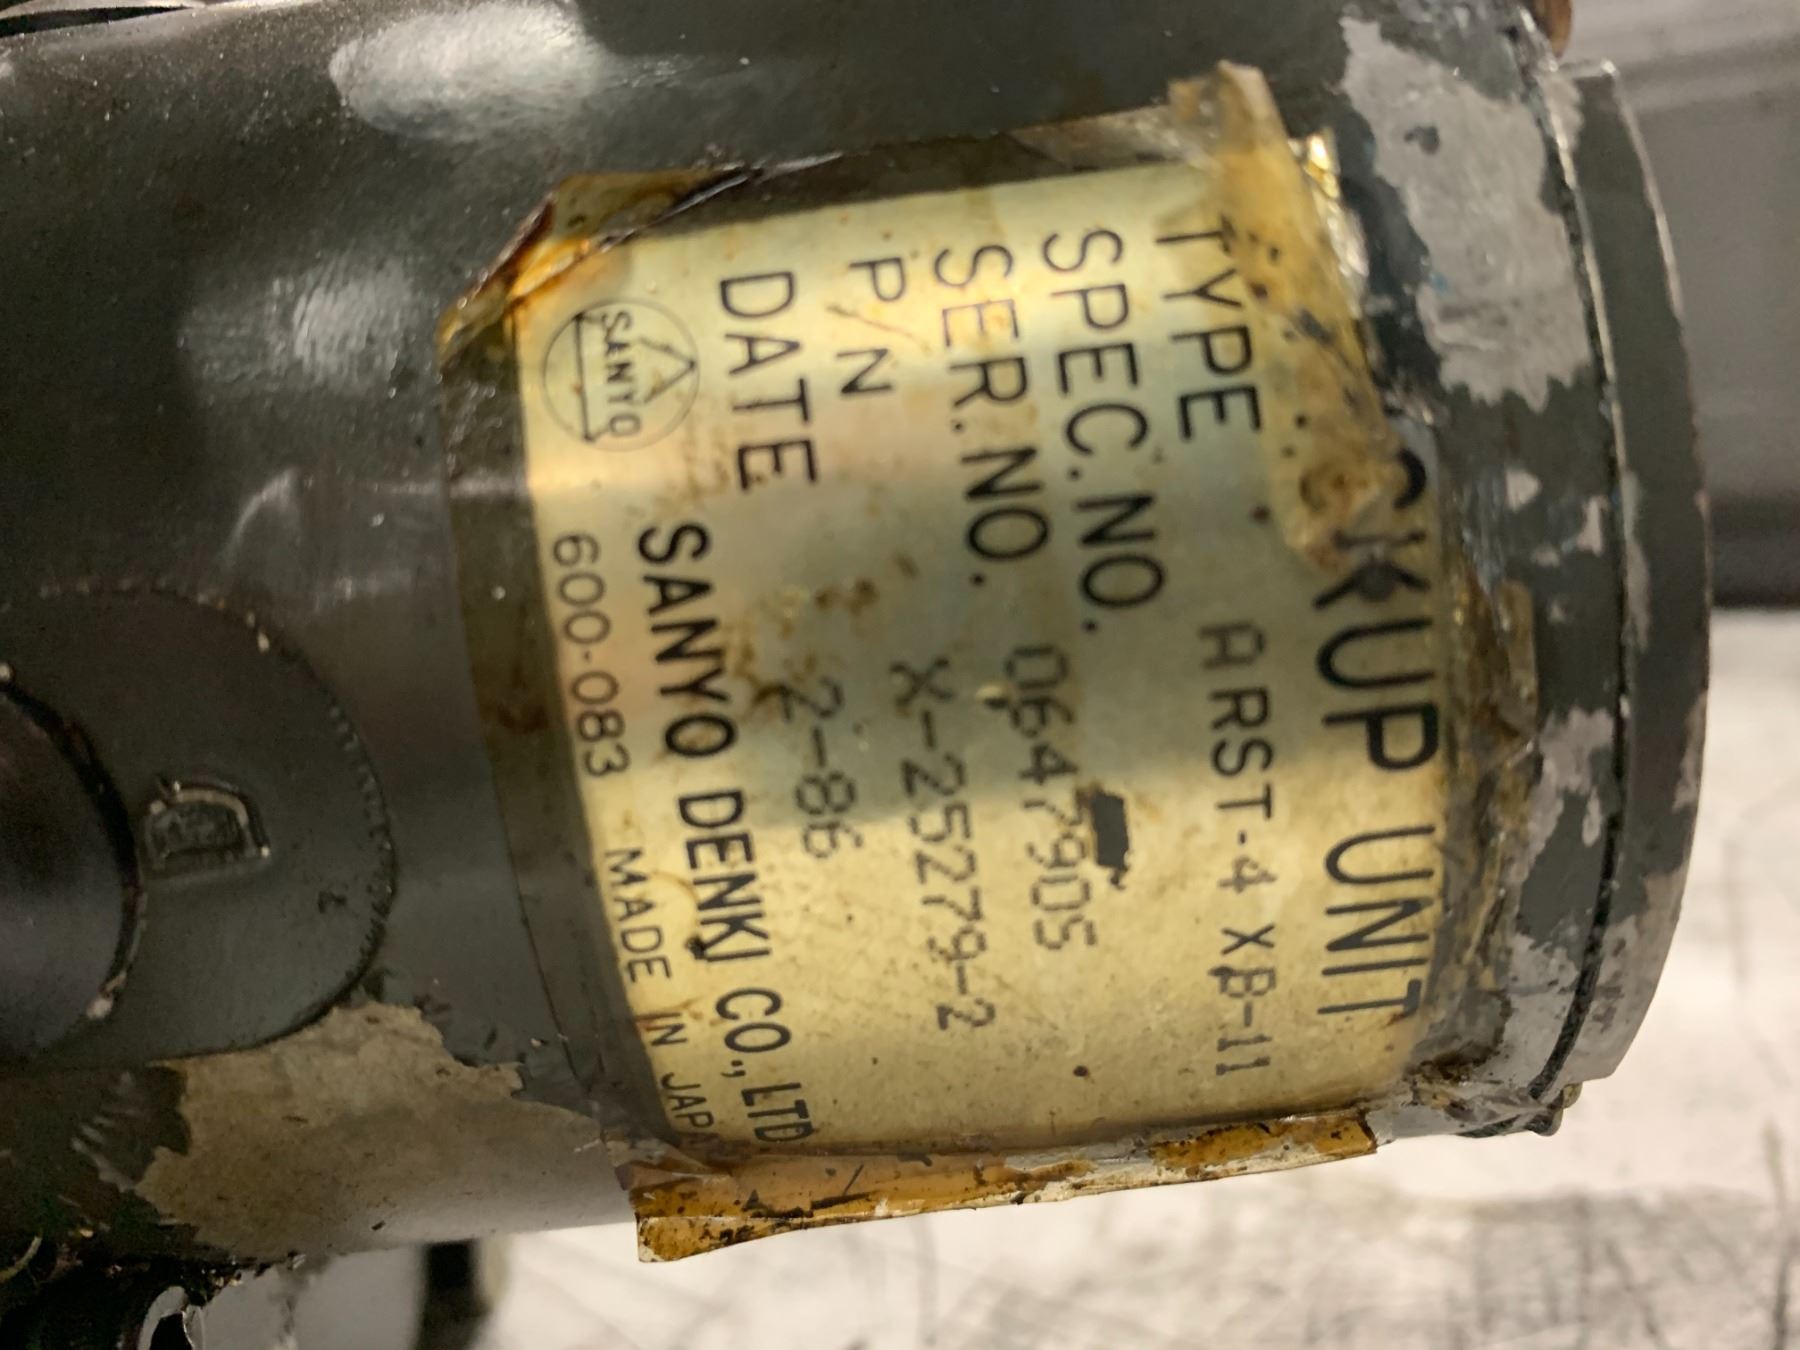 CKUP UNIT
TYPE ARST-4 XB-11
SPEC.NO.
SER.NO. 0647905
P/N X-25279-2
DATE 2-86
SANYO
SANYO DENKI CO., LTD
600-083 MADE IN JAPA